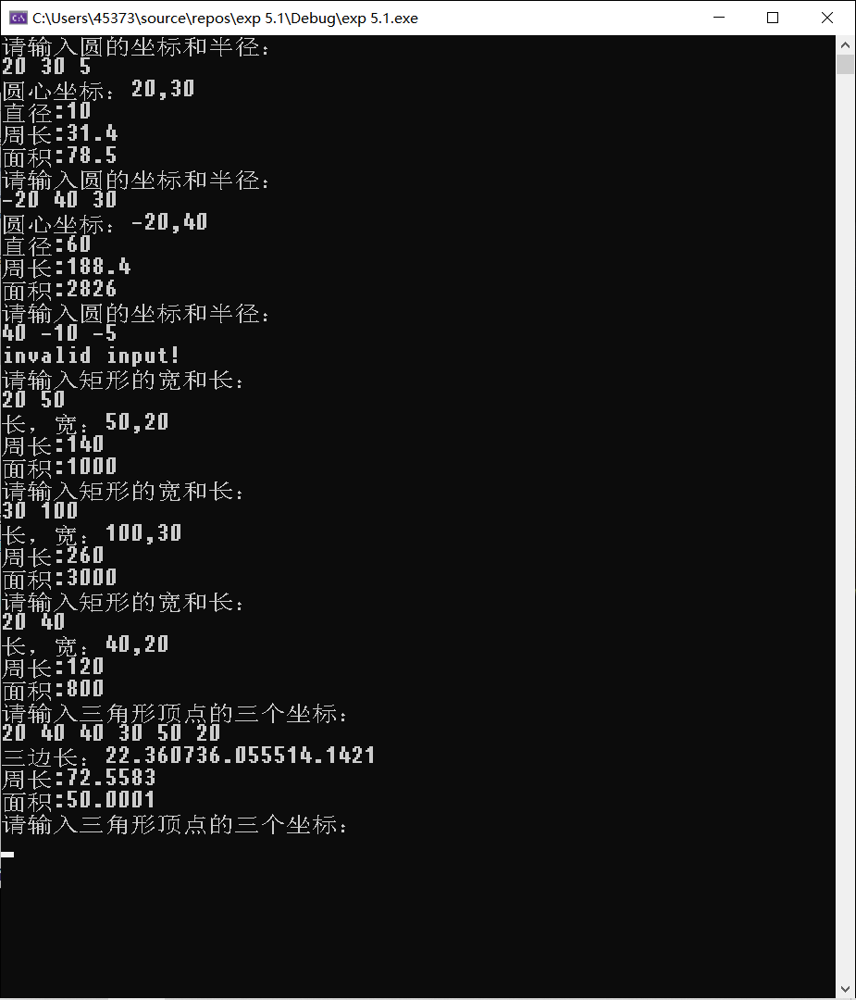 C:\Users\45373\source\repos\exp 5.1\Debug\exp 5.1.exe
请输入圆的坐标和半径：
20 30 5
圆心坐标：20,30
直径:10
周长:31.4
面积:78.5
请输入圆的坐标和半径：
-20 40 30
圆心坐标：-20,40
直径:60
周长:188.4
面积:2826
请输入圆的坐标和半径：
40 -10 -5
invalid input!
请输入矩形的宽和长：
20 50
长，宽：50,20
周长:140
面积:1000
请输入矩形的宽和长：
30 100
长，宽：100,30
周长:260
面积:3000
请输入矩形的宽和长：
20 40
长，宽：40,20
周长:120
面积:800
请输入三角形顶点的三个坐标：
20 40 40 30 50 20
三边长：22.360736.055514.1421
周长:72.5583
面积:50.0001
请输入三角形顶点的三个坐标：